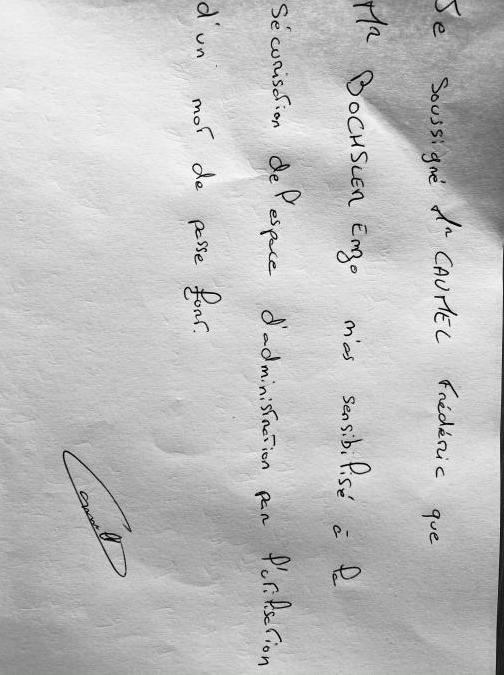 Je soussigné Mr CAUMEL Frédéric que
Mr BOCHSLER Enzo m'as sensibilisé à la
sécurisation de l'espace d'administration par l'utilisation
d'un mot de passe fort.